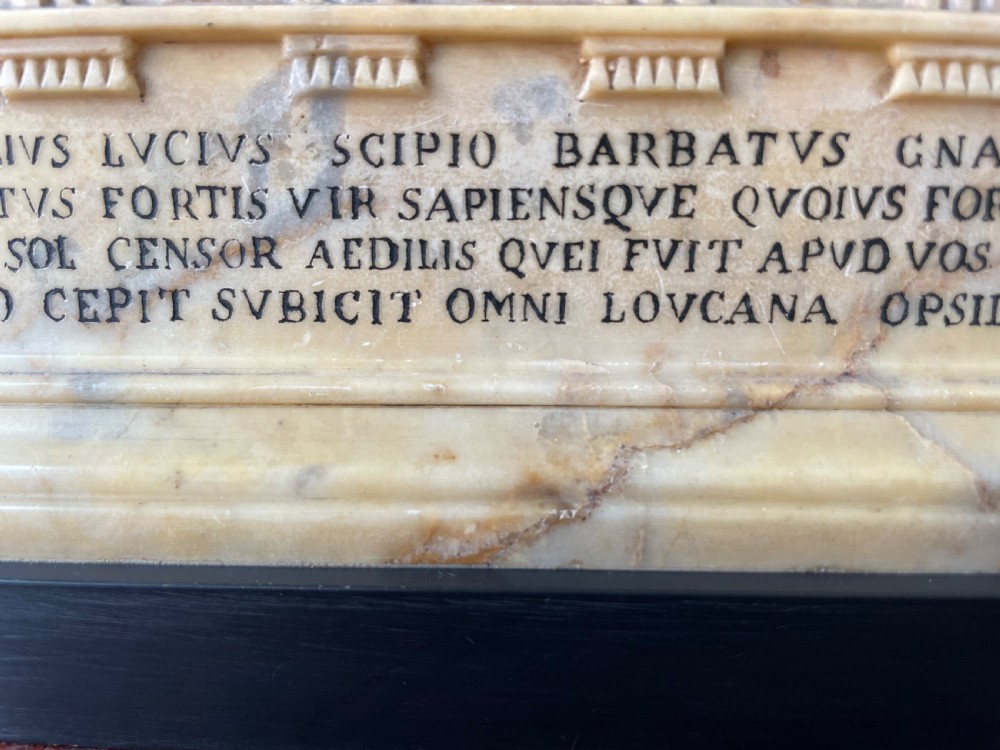 LIVS LVCIVS SCIPIO BARBATVS GNA
TVS FORTIS VIR SAPIENSQVE QVOIVS FOR
SOL CENSOR AEDILIS QVEI FVIT APVD VOS
O CEPIT SVBICIT OMNI LOVCANA OPSID